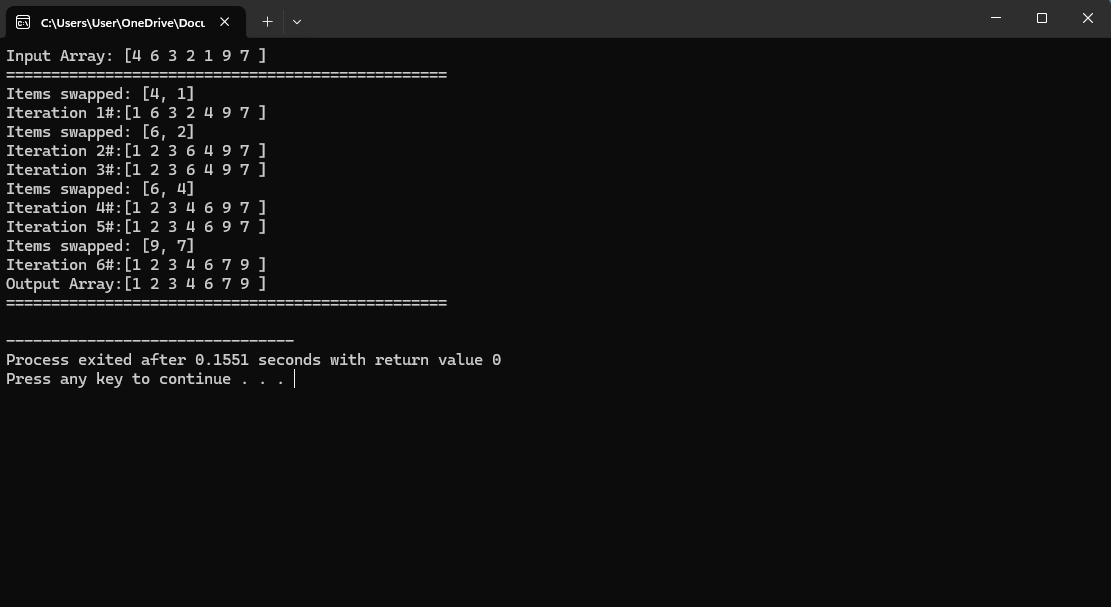 C:\Users\User\OneDrive\Docu
Input Array: [4 6 3 2 1 9 7 ]
=================================================
Items swapped: [4, 1]
Iteration 1#:[1 6 3 2 4 9 7 ]
Items swapped: [6, 2]
Iteration 2#:[1 2 3 6 4 9 7 ]
Iteration 3#:[1 2 3 6 4 9 7 ]
Items swapped: [6, 4]
Iteration 4#:[1 2 3 4 6 9 7 ]
Iteration 5#:[1 2 3 4 6 9 7 ]
Items swapped: [9, 7]
Iteration 6#:[1 2 3 4 6 7 9 ]
Output Array:[1 2 3 4 6 7 9 ]
=================================================
--------------------------------
Process exited after 0.1551 seconds with return value 0
Press any key to continue . . .